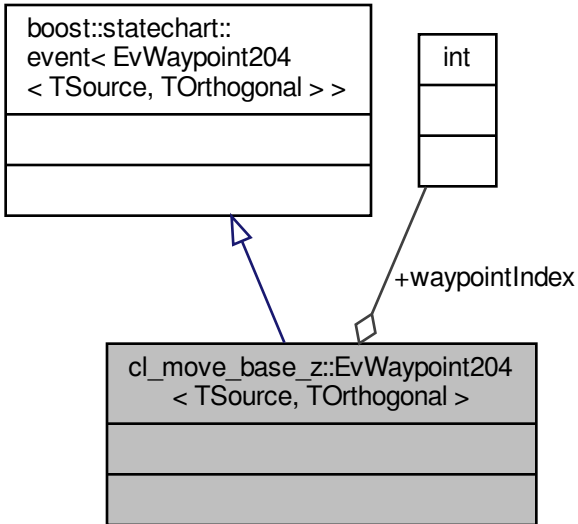 boost::statechart::
event< EvWaypoint204
< TSource, TOrthogonal > >
int
+waypointIndex
cl_move_base_z::EvWaypoint204
< TSource, TOrthogonal >